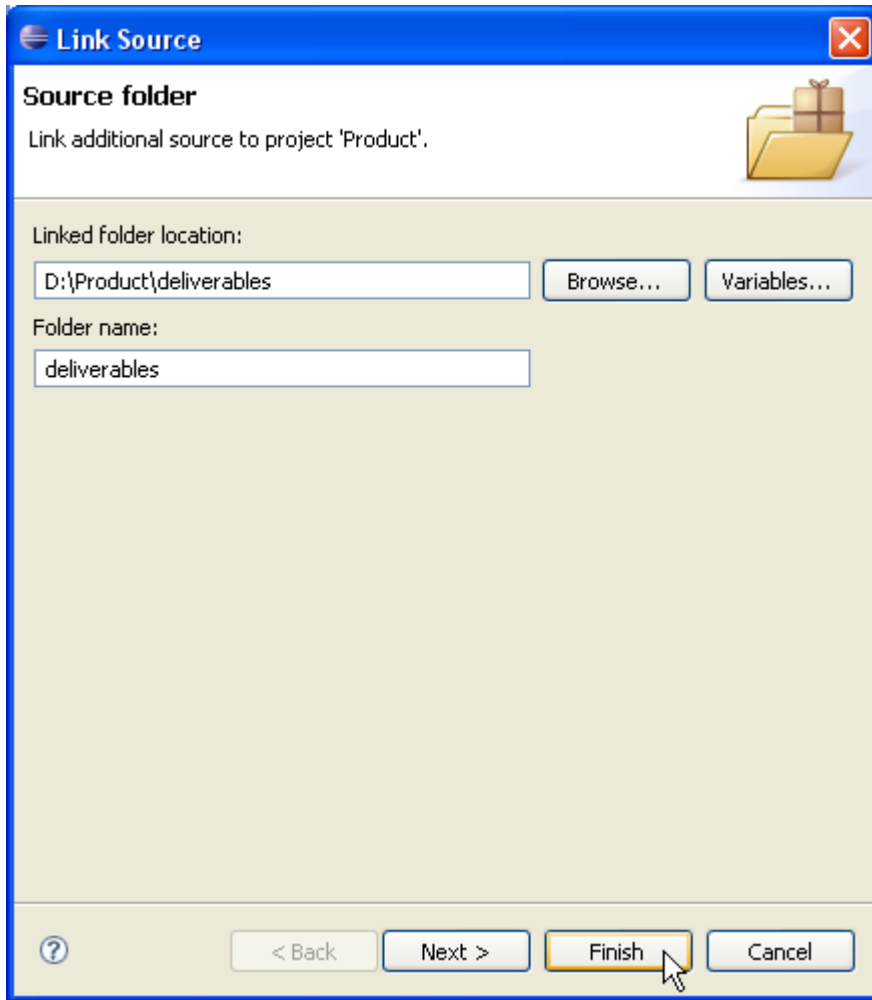 Link Source
Source folder
Link additional source to project 'Product'.
Linked folder location:
D:\Product\deliverables Browse... Variables...
Folder name:
deliverables
? < Back Next > Finish Cancel